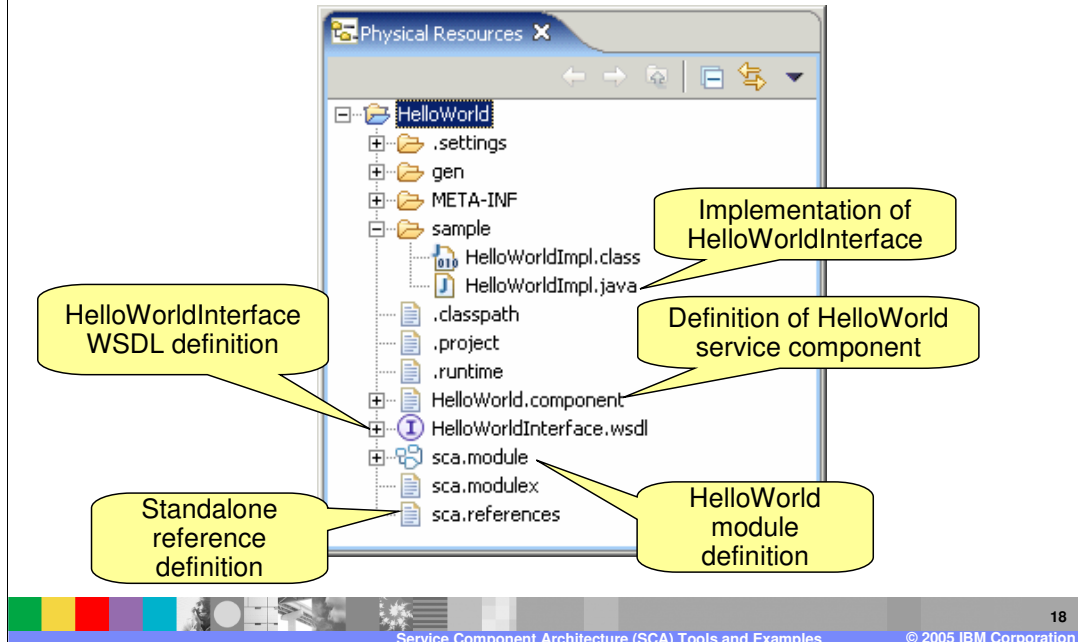 Physical Resources
HelloWorld
.settings
gen
META-INF
sample
HelloWorldImpl.class
HelloWorldImpl.java
.classpath
.project
.runtime
HelloWorld.component
HelloWorldInterface.wsdl
sca.module
sca.modulex
sca.references
Implementation of
HelloWorldInterface
HelloWorldInterface
WSDL definition
Definition of HelloWorld
service component
Standalone
reference
definition
HelloWorld
module
definition
18
Service Component Architecture (SCA) Tools and Examples
© 2005 IBM Corporation